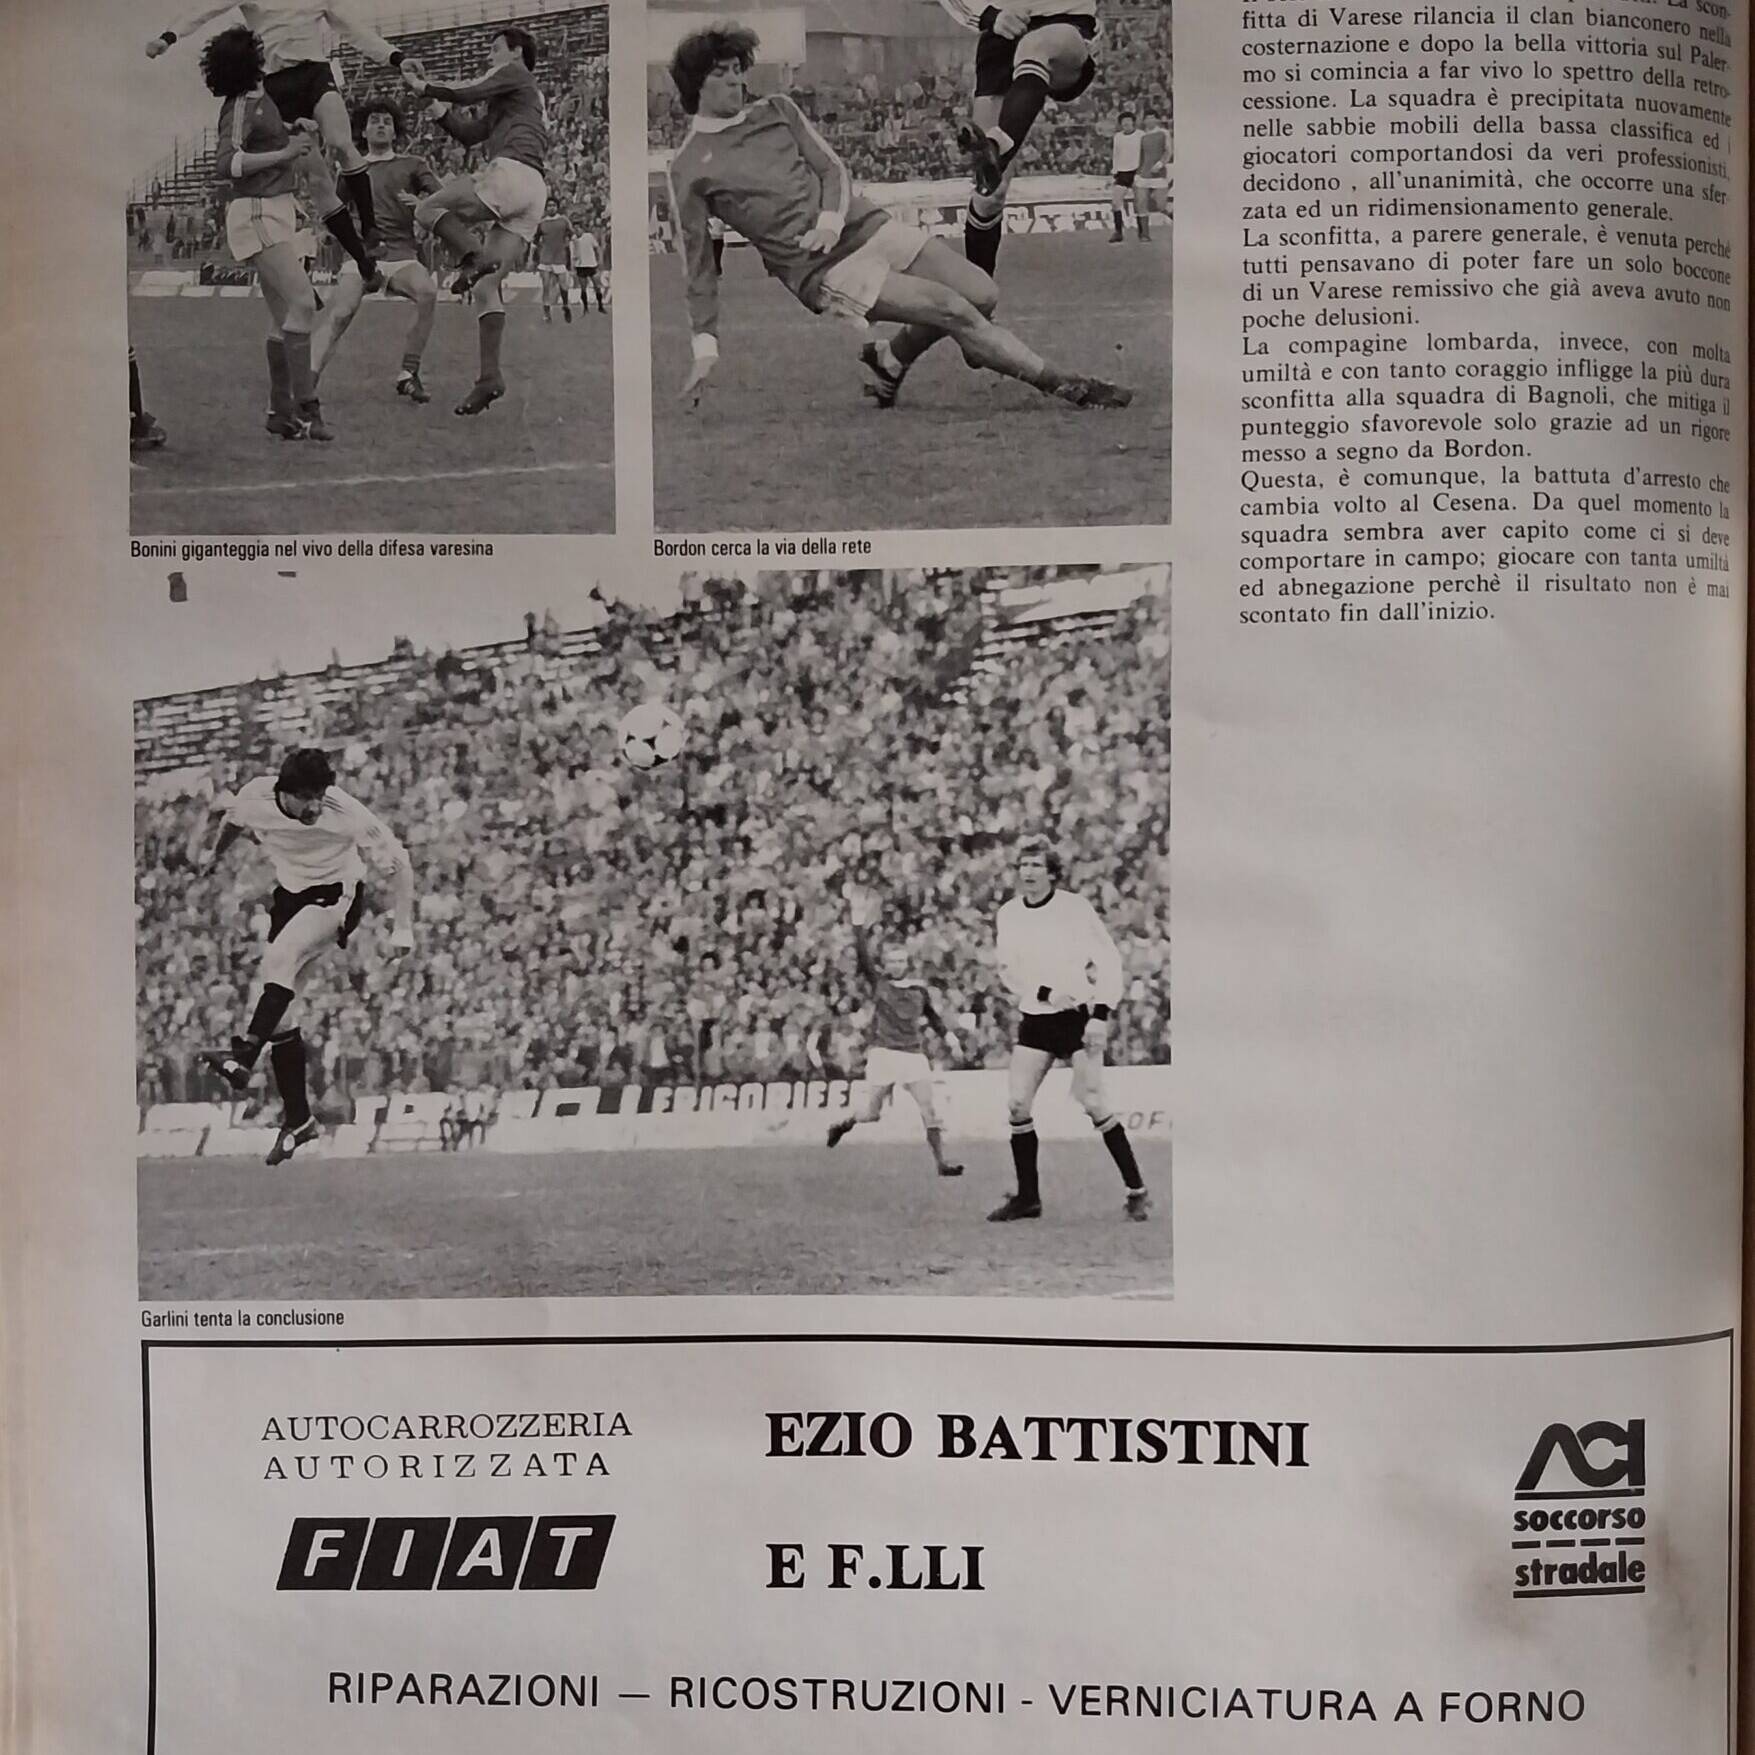 La scon-
fitta di Varese rilancia il clan bianconero nella
costernazione e dopo la bella vittoria sul Paler-
mo si comincia a far vivo lo spettro della retro-
cessione. La squadra è precipitata nuovamente
nelle sabbie mobili della bassa classifica ed i
giocatori comportandosi da veri professionisti,
decidono , all'unanimità, che occorre una sfer-
zata ed un ridimensionamento generale.
La sconfitta, a parere generale, è venuta perchè
tutti pensavano di poter fare un solo boccone
di un Varese remissivo che già aveva avuto non
poche delusioni.
La compagine lombarda, invece, con molta
umiltà e con tanto coraggio infligge la più dura
sconfitta alla squadra di Bagnoli, che mitiga il
punteggio sfavorevole solo grazie ad un rigore
messo a segno da Bordon.
Questa, è comunque, la battuta d'arresto che
cambia volto al Cesena. Da quel momento la
squadra sembra aver capito come ci si deve
comportare in campo; giocare con tanta umiltà
ed abnegazione perchè il risultato non è mai
scontato fin dall'inizio.
Bonini giganteggia nel vivo della difesa varesina
Bordon cerca la via della rete
Garlini tenta la conclusione
AUTOCARROZZERIA
AUTORIZZATA
FIAT
EZIO BATTISTINI
E F.LLI
ACI
soccorso
stradale
RIPARAZIONI — RICOSTRUZIONI - VERNICIATURA A FORNO